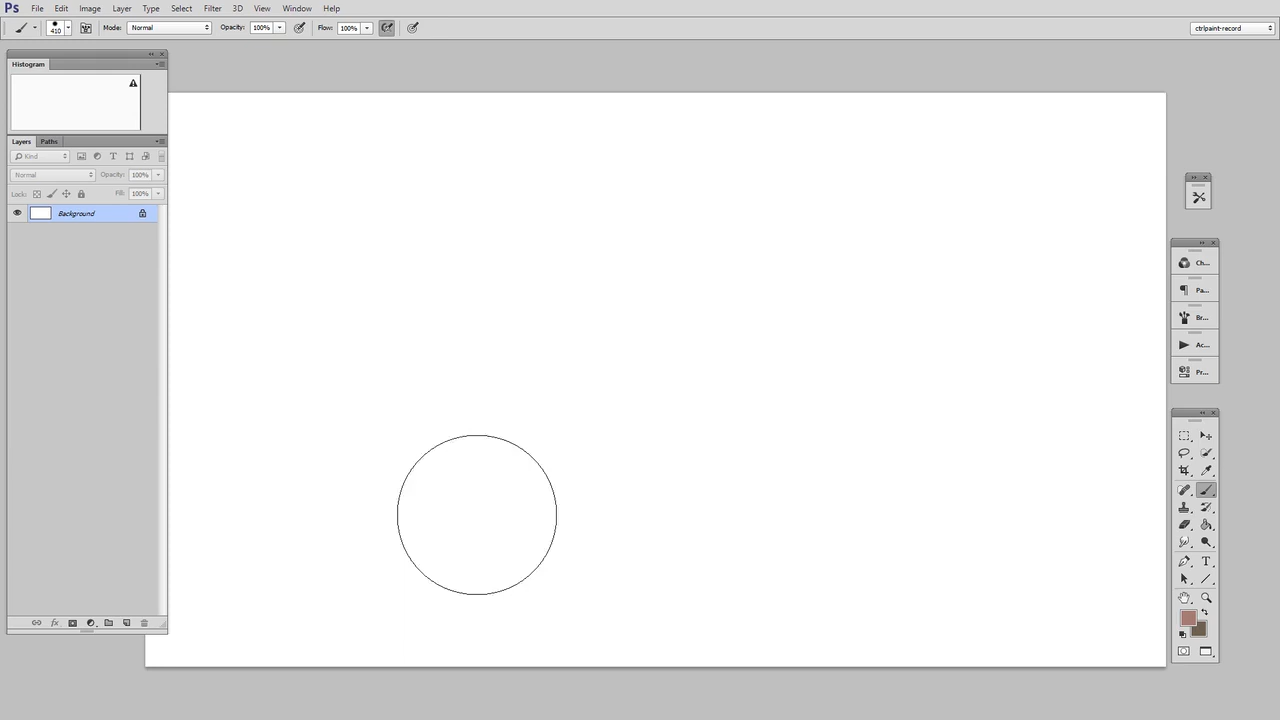 Ps File Edit Image Layer Type Select Filter 3D View Window Help
410 Mode: Normal Opacity: 100% Flow: 100% ctrlpaint-record
Histogram
Layers Paths
Kind
Normal Opacity: 100%
Lock: Fill: 100%
Background
Ch...
Pa...
Br...
Ac...
Pr...